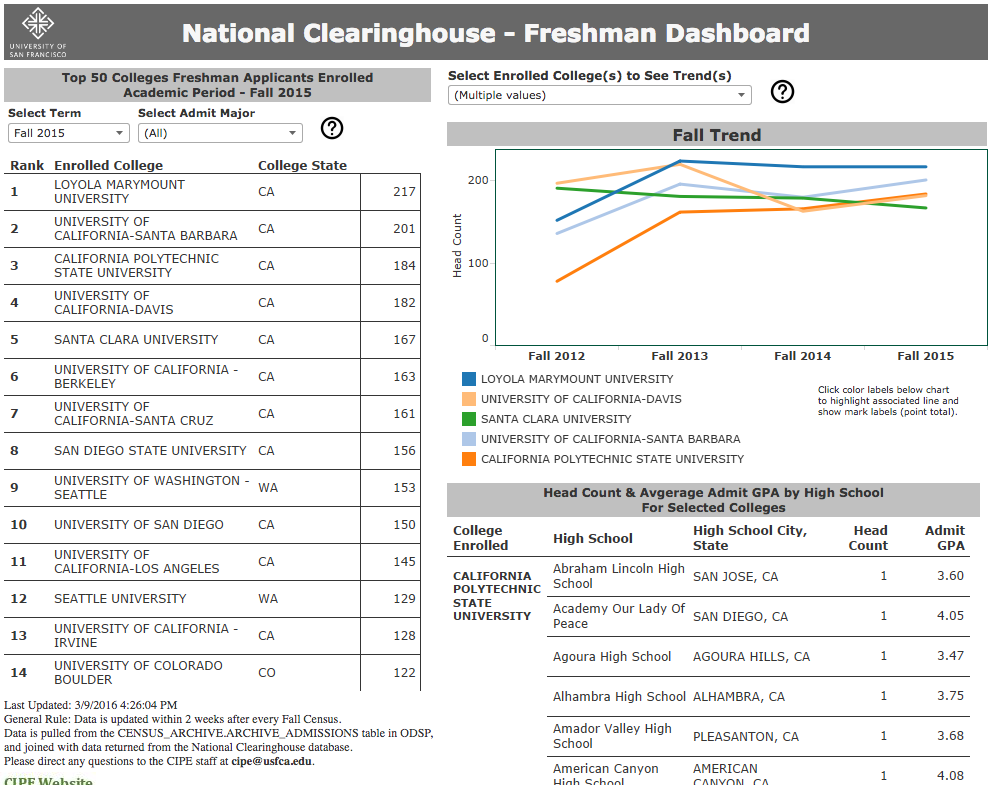 UNIVERSITY OF
SAN FRANCISCO
National Clearinghouse - Freshman Dashboard
Top 50 Colleges Freshman Applicants Enrolled
Academic Period - Fall 2015
Select Term
Select Admit Major
Fall 2015
(All)
?
Rank Enrolled College College State
1 LOYOLA MARYMOUNT
UNIVERSITY CA 217
2 UNIVERSITY OF
CALIFORNIA-SANTA BARBARA CA 201
3 CALIFORNIA POLYTECHNIC
STATE UNIVERSITY CA 184
4 UNIVERSITY OF
CALIFORNIA-DAVIS CA 182
5 SANTA CLARA UNIVERSITY CA 167
6 UNIVERSITY OF CALIFORNIA -
BERKELEY CA 163
7 UNIVERSITY OF
CALIFORNIA-SANTA CRUZ CA 161
8 SAN DIEGO STATE UNIVERSITY CA 156
9 UNIVERSITY OF WASHINGTON -
SEATTLE WA 153
10 UNIVERSITY OF SAN DIEGO CA 150
11 UNIVERSITY OF
CALIFORNIA-LOS ANGELES CA 145
12 SEATTLE UNIVERSITY WA 129
13 UNIVERSITY OF CALIFORNIA -
IRVINE CA 128
14 UNIVERSITY OF COLORADO
BOULDER CO 122
Last Updated: 3/9/2016 4:26:04 PM
General Rule: Data is updated within 2 weeks after every Fall Census.
Data is pulled from the CENSUS_ARCHIVE.ARCHIVE_ADMISSIONS table in ODSP,
and joined with data returned from the National Clearinghouse database.
Please direct any questions to the CIPE staff at cipe@usfca.edu.
CIPE Website
Select Enrolled College(s) to See Trend(s)
(Multiple values)
?
Fall Trend
Head Count
200
100
0
Fall 2012 Fall 2013 Fall 2014 Fall 2015
LOYOLA MARYMOUNT UNIVERSITY
UNIVERSITY OF CALIFORNIA-DAVIS
SANTA CLARA UNIVERSITY
UNIVERSITY OF CALIFORNIA-SANTA BARBARA
CALIFORNIA POLYTECHNIC STATE UNIVERSITY
Click color labels below chart
to highlight associated line and
show mark labels (point total).
Head Count & Avgerage Admit GPA by High School
For Selected Colleges
College
Enrolled
High School
High School City,
State
Head
Count
Admit
GPA
CALIFORNIA
POLYTECHNIC
STATE
UNIVERSITY
Abraham Lincoln High
School SAN JOSE, CA 1 3.60
Academy Our Lady Of
Peace SAN DIEGO, CA 1 4.05
Agoura High School AGOURA HILLS, CA 1 3.47
Alhambra High School ALHAMBRA, CA 1 3.75
Amador Valley High
School PLEASANTON, CA 1 3.68
American Canyon
High School
AMERICAN
CANYON, CA 1 4.08